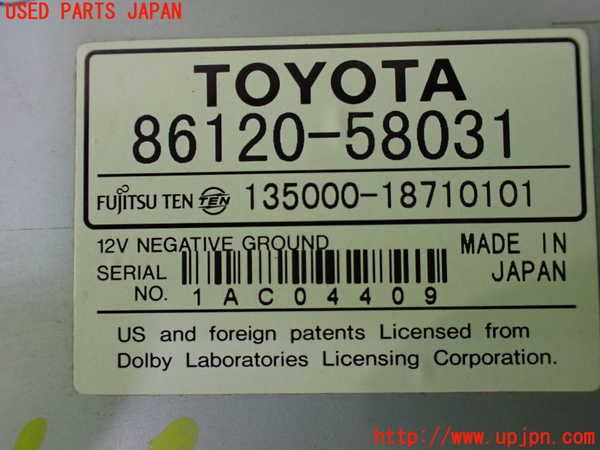 USED PARTS JAPAN
TOYOTA
86120-58031
FUJITSU TEN TEN 135000-18710101
12V NEGATIVE GROUND
MADE IN
JAPAN
SERIAL
NO. 1AC04409
US and foreign patents Licensed from
Dolby Laboratories Licensing Corporation.
http://www.upjpn.com/